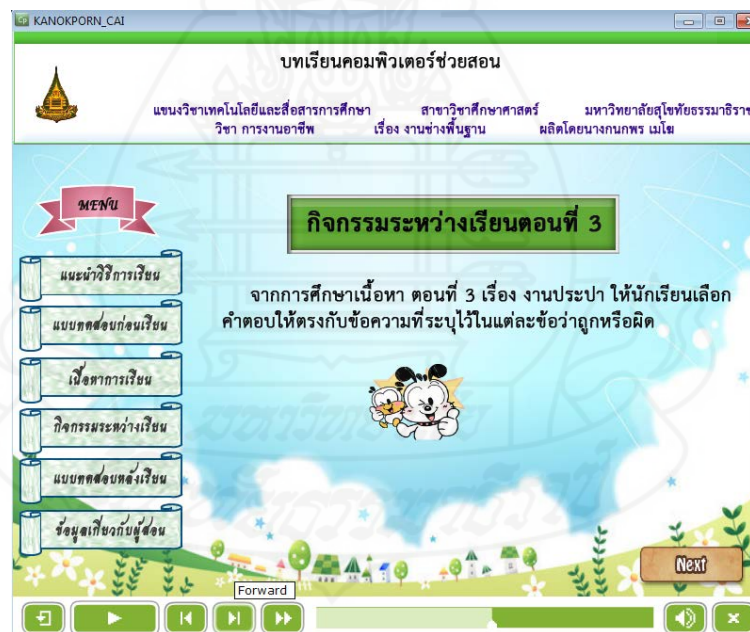 KANOKPORN_CAI
บทเรียนคอมพิวเตอร์ช่วยสอน
แขนงวิชาเทคโนโลยีและสื่อสารการศึกษา สาขาวิชาศึกษาศาสตร์ มหาวิทยาลัยสุโขทัยธรรมาธิราช
วิชา การงานอาชีพ เรื่อง งานช่างพื้นฐาน ผลิตโดยนางกนกพร เมโฆ
MENU
แนะนำวิธีการเรียน
แบบทดสอบก่อนเรียน
เนื้อหาการเรียน
กิจกรรมระหว่างเรียน
แบบทดสอบหลังเรียน
ข้อมูลเกี่ยวกับผู้สอน
กิจกรรมระหว่างเรียนตอนที่ 3
จากการศึกษาเนื้อหา ตอนที่ 3 เรื่อง งานประปา ให้นักเรียนเลือก
คำตอบให้ตรงกับข้อความที่ระบุไว้ในแต่ละข้อว่าถูกหรือผิด
Next
Forward